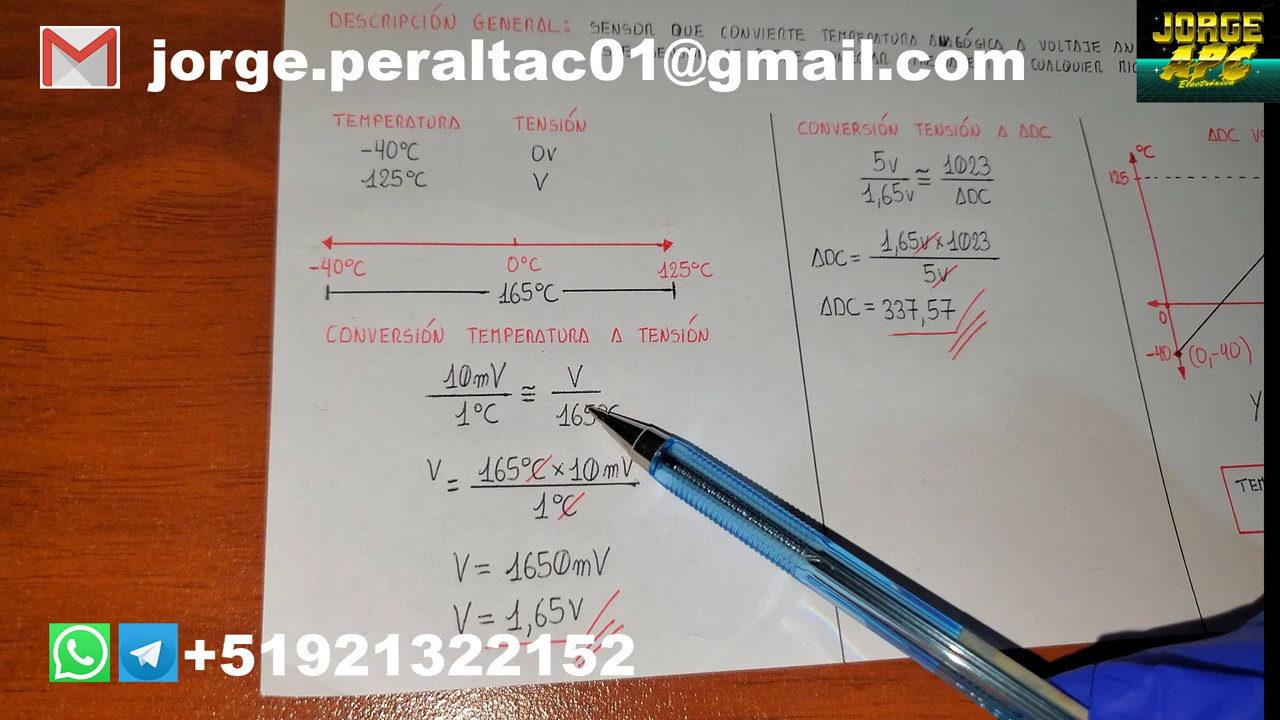 DESCRIPCIÓN GENERAL: SENSOR QUE CONVIERTE TEMPERATURA ANALÓGICA A VOLTAJE AN
CUALQUIER MIC
jorge.peraltac01@gmail.com
JORGE
APC
Electrónica
TEMPERATURA TENSIÓN
-40°C 0V
125°C V
-40°C 0°C 125°C
165°C
CONVERSIÓN TEMPERATURA A TENSIÓN
10mV V
1°C ≅ 165°C
V = 165°C x 10mV
1°C
V = 1650mV
V = 1,65V
CONVERSIÓN TENSIÓN A ADC
5v ≅ 1023
1,65v ADC
ADC = 1,65v x 1023
5v
ADC = 337,57
ADC V
°C
125
0
-40 (0,-40)
Y
TEM
+51921322152